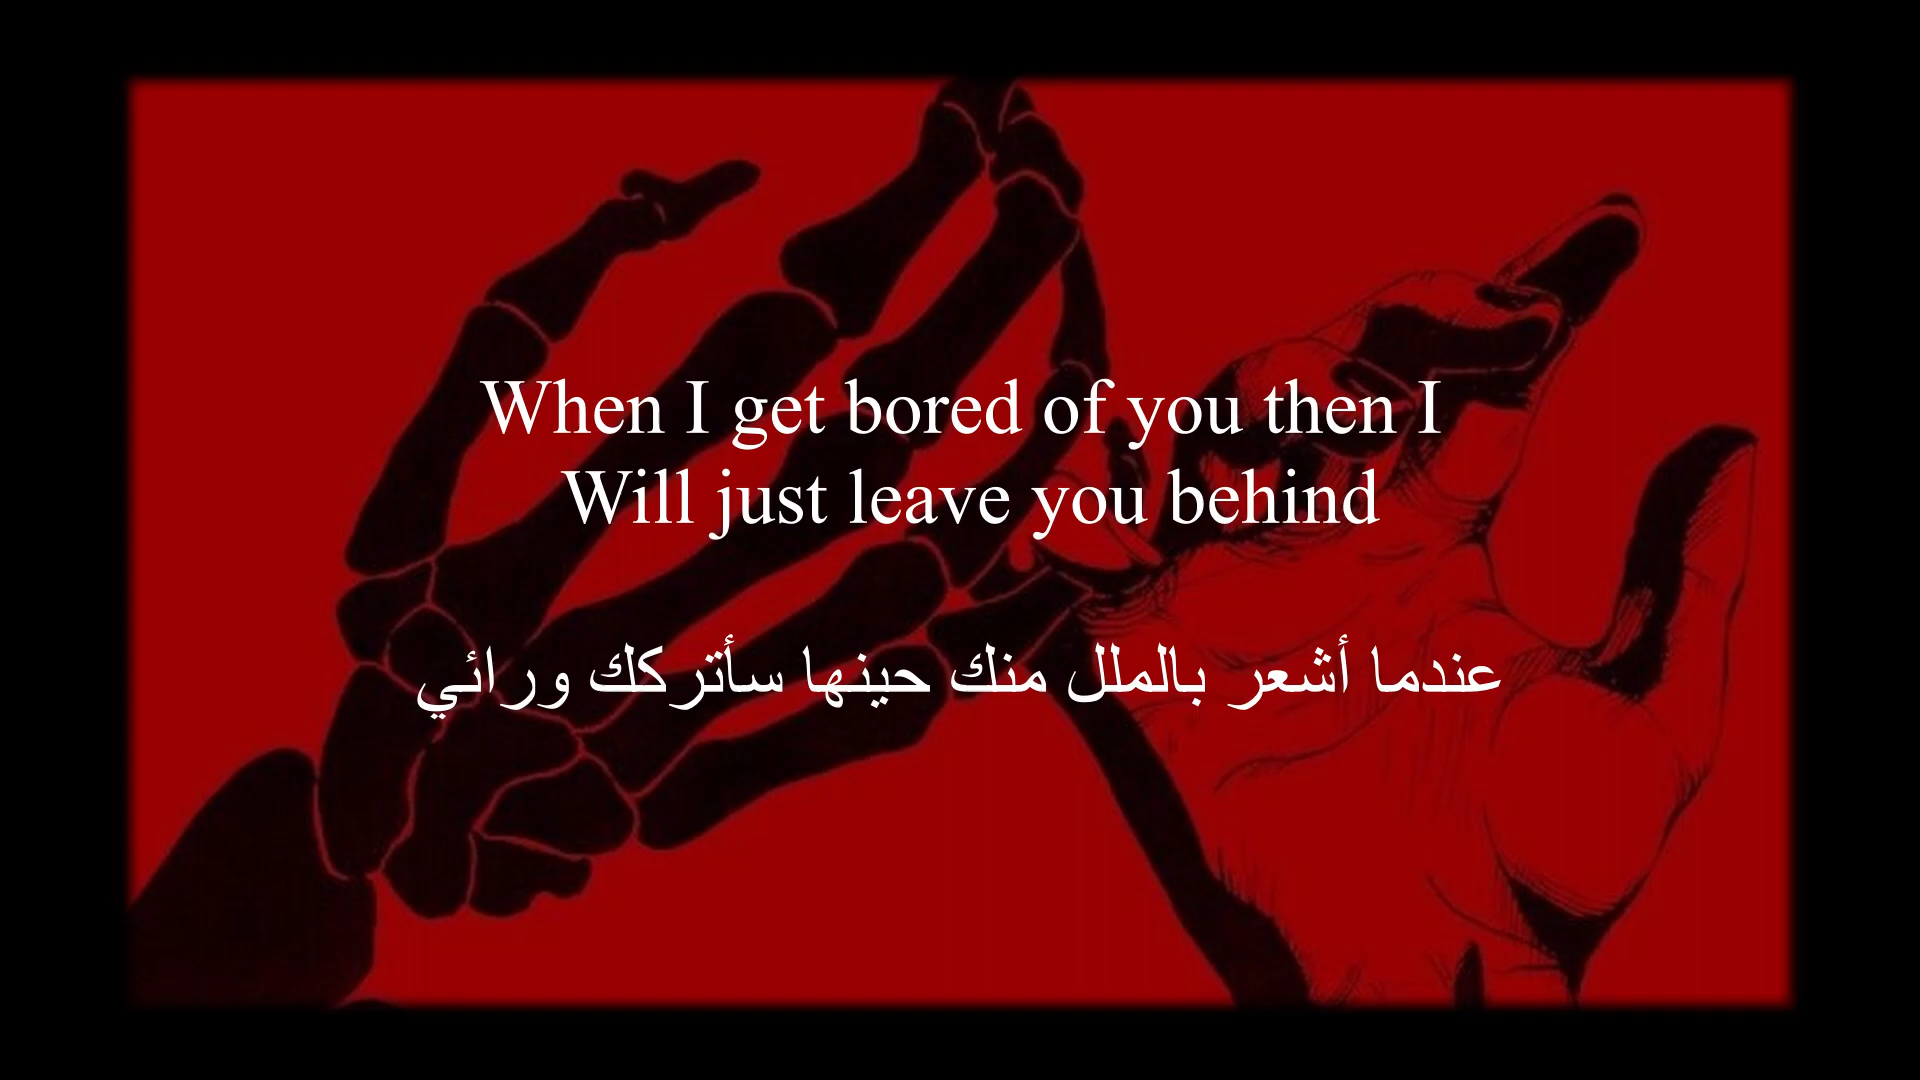 When I get bored of you then I
Will just leave you behind
عندما أشعر بالملل منك حينها سأتركك ورائي